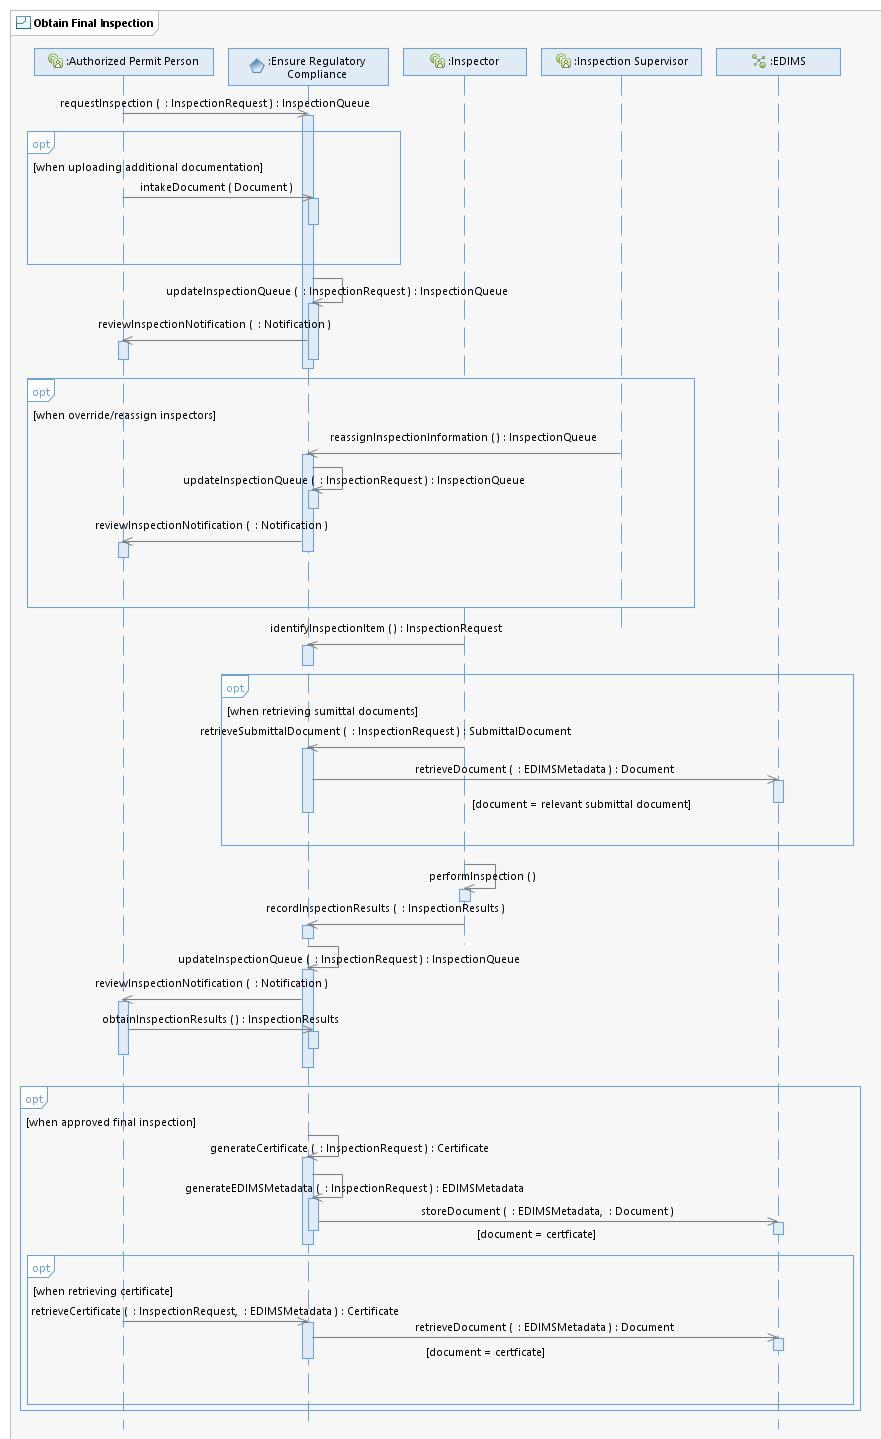 Obtain Final Inspection
:Authorized Permit Person
:Ensure Regulatory
Compliance
:Inspector
:Inspection Supervisor
:EDIMS
requestInspection ( : InspectionRequest ) : InspectionQueue
opt
[when uploading additional documentation]
intakeDocument ( Document )
updateInspectionQueue ( : InspectionRequest ) : InspectionQueue
reviewInspectionNotification ( : Notification )
opt
[when override/reassign inspectors]
reassignInspectionInformation ( ) : InspectionQueue
updateInspectionQueue ( : InspectionRequest ) : InspectionQueue
reviewInspectionNotification ( : Notification )
identifyInspectionItem ( ) : InspectionRequest
opt
[when retrieving sumittal documents]
retrieveSubmittalDocument ( : InspectionRequest ) : SubmittalDocument
retrieveDocument ( : EDIMSMetadata ) : Document
[document = relevant submittal document]
performInspection ( )
recordInspectionResults ( : InspectionResults )
updateInspectionQueue ( : InspectionRequest ) : InspectionQueue
reviewInspectionNotification ( : Notification )
obtainInspectionResults ( ) : InspectionResults
opt
[when approved final inspection]
generateCertificate ( : InspectionRequest ) : Certificate
generateEDIMSMetadata ( : InspectionRequest ) : EDIMSMetadata
storeDocument ( : EDIMSMetadata, : Document )
[document = certficate]
opt
[when retrieving certificate]
retrieveCertificate ( : InspectionRequest, : EDIMSMetadata ) : Certificate
retrieveDocument ( : EDIMSMetadata ) : Document
[document = certficate]